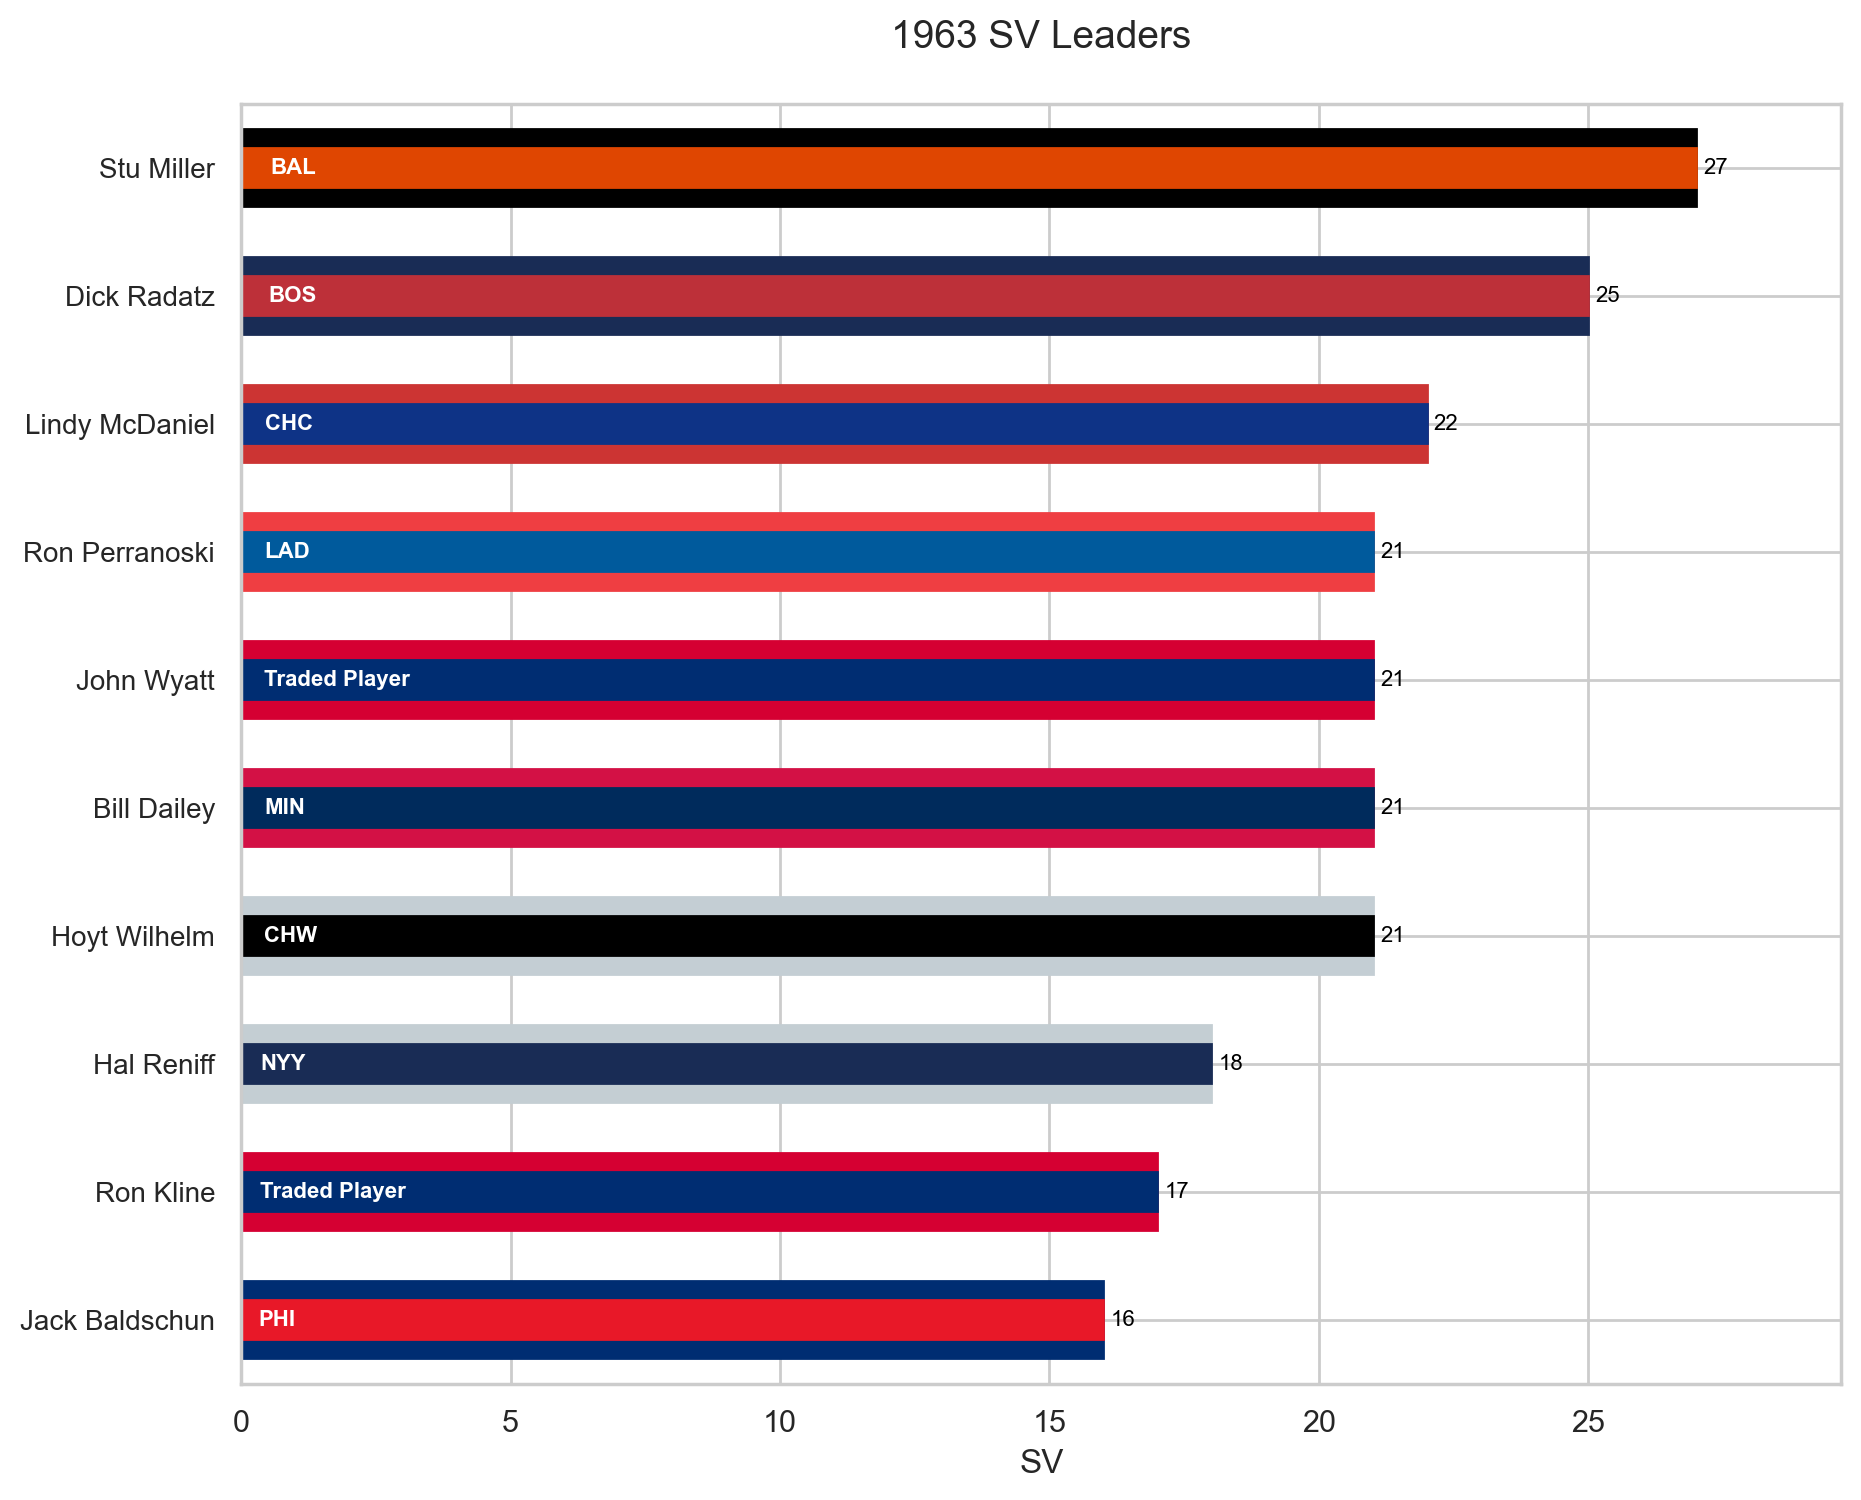 1963 SV Leaders
Stu Miller BAL 27
Dick Radatz BOS 25
Lindy McDaniel CHC 22
Ron Perranoski LAD 21
John Wyatt Traded Player 21
Bill Dailey MIN 21
Hoyt Wilhelm CHW 21
Hal Reniff NYY 18
Ron Kline Traded Player 17
Jack Baldschun PHI 16
0 5 10 15 20 25
SV